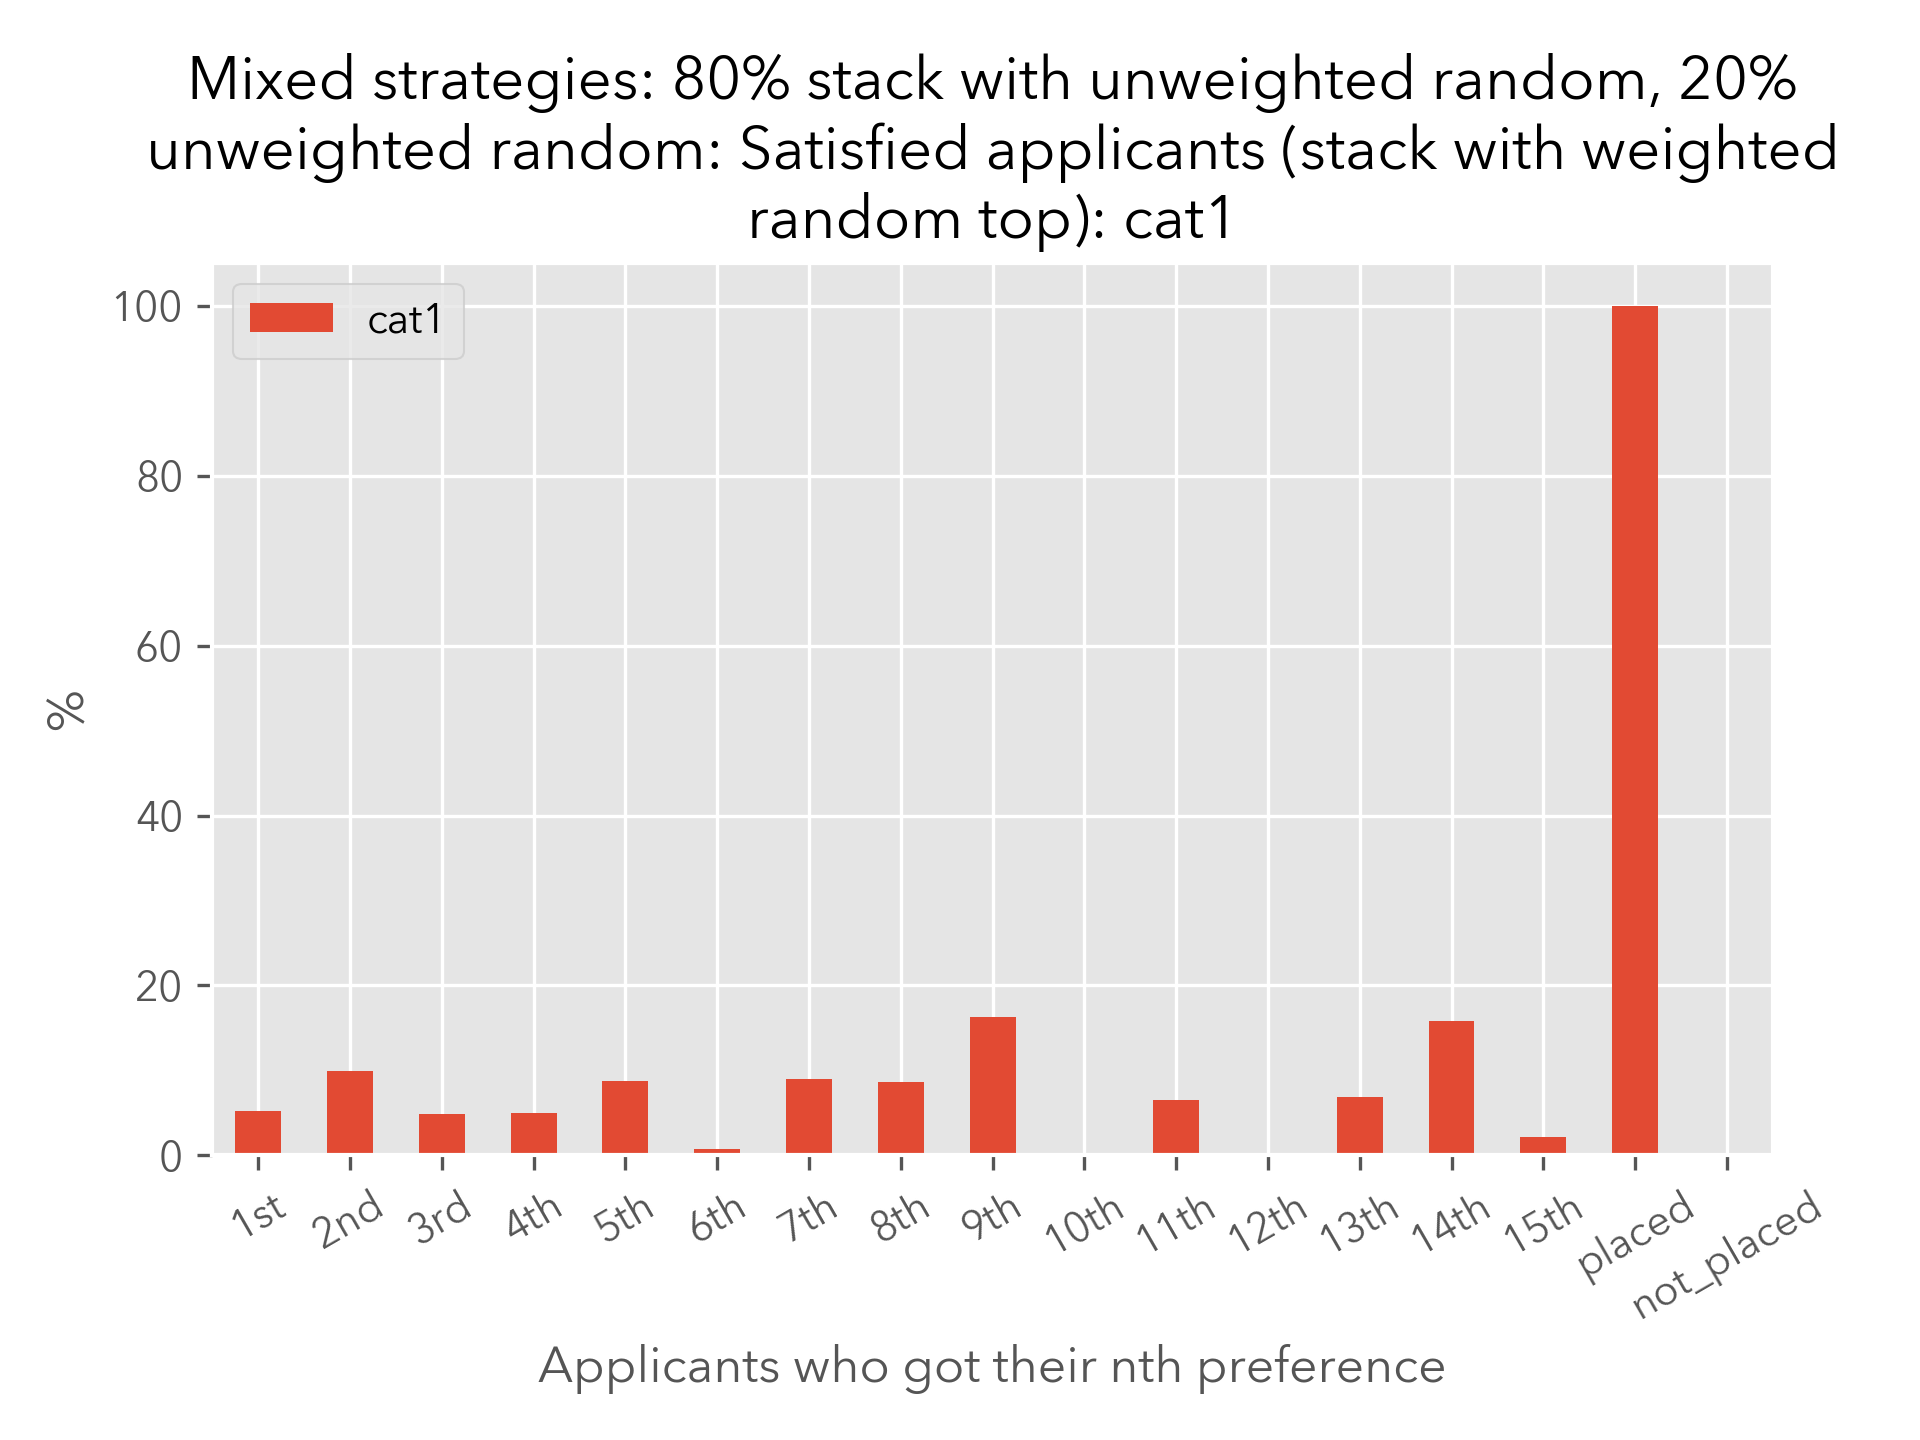 Mixed strategies: 80% stack with unweighted random, 20%
unweighted random: Satisfied applicants (stack with weighted
random top): cat1
cat1
100
80
60
40
20
0
%
1st
2nd
3rd
4th
5th
6th
7th
8th
9th
10th
11th
12th
13th
14th
15th
placed
not_placed
Applicants who got their nth preference